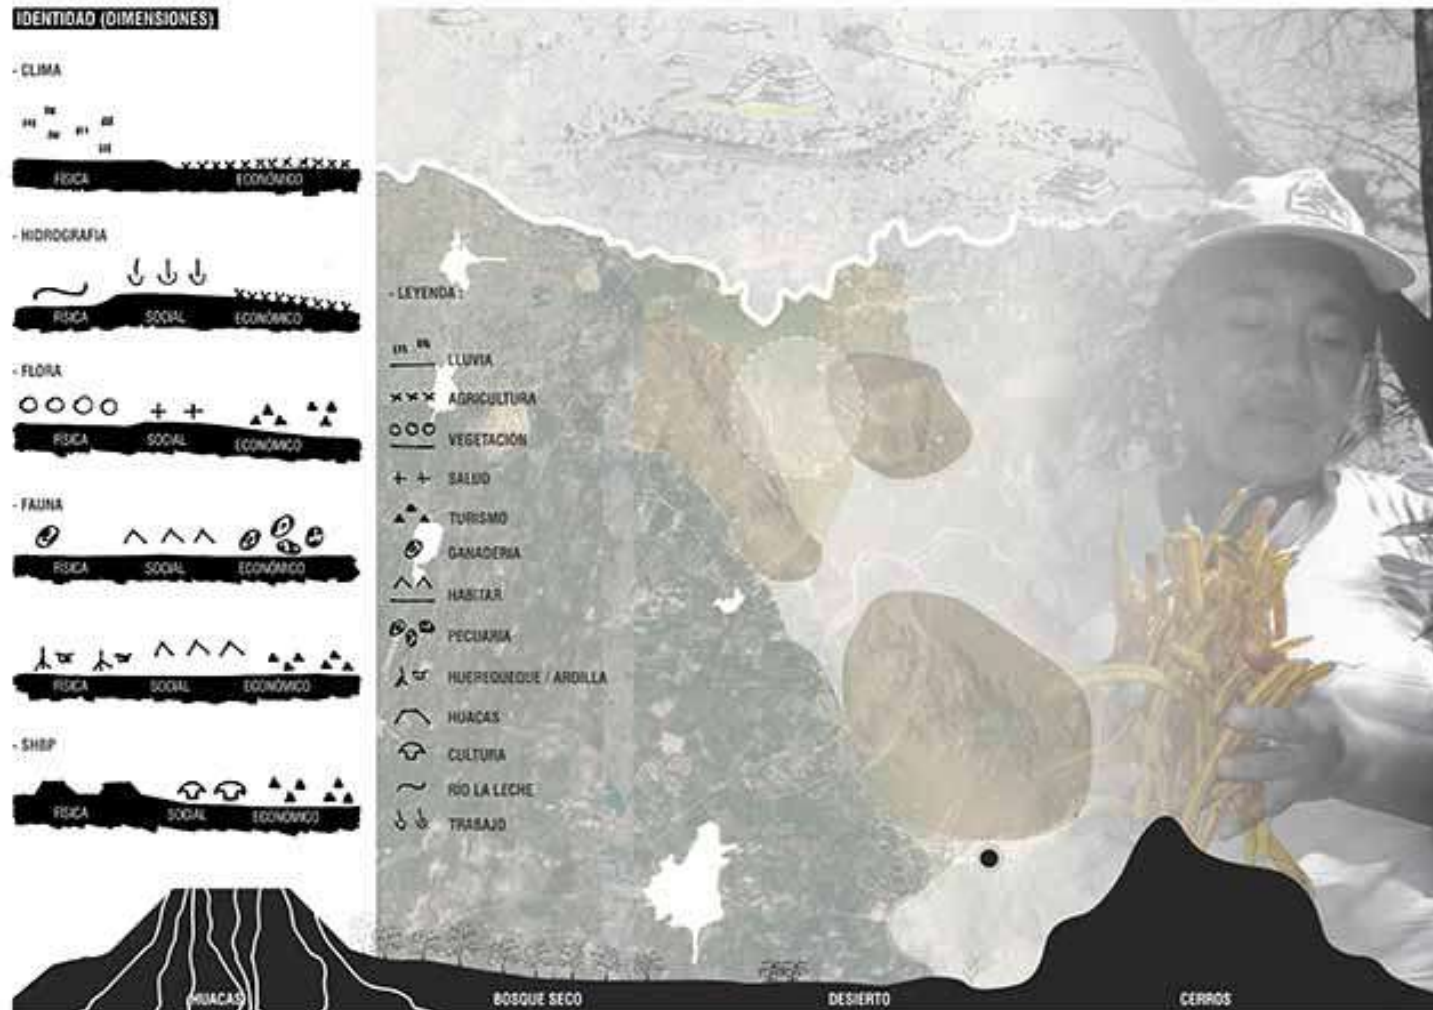 IDENTIDAD (DIMENSIONES)
- CLIMA
FÍSICA ECONÓMICO
- HIDROGRAFIA
FÍSICA SOCIAL ECONÓMICO
- FLORA
FÍSICA SOCIAL ECONÓMICO
- FAUNA
FÍSICA SOCIAL ECONÓMICO
FÍSICA SOCIAL ECONÓMICO
- SHBP
FÍSICA SOCIAL ECONÓMICO
- LEYENDA :
LLUVIA
AGRICULTURA
VEGETACIÓN
SALUD
TURISMO
GANADERIA
HABITAR
PECUARIA
HUEREQUEQUE / ARDILLA
HUACAS
CULTURA
RÍO LA LECHE
TRABAJO
HUACAS BOSQUE SECO DESIERTO CERROS